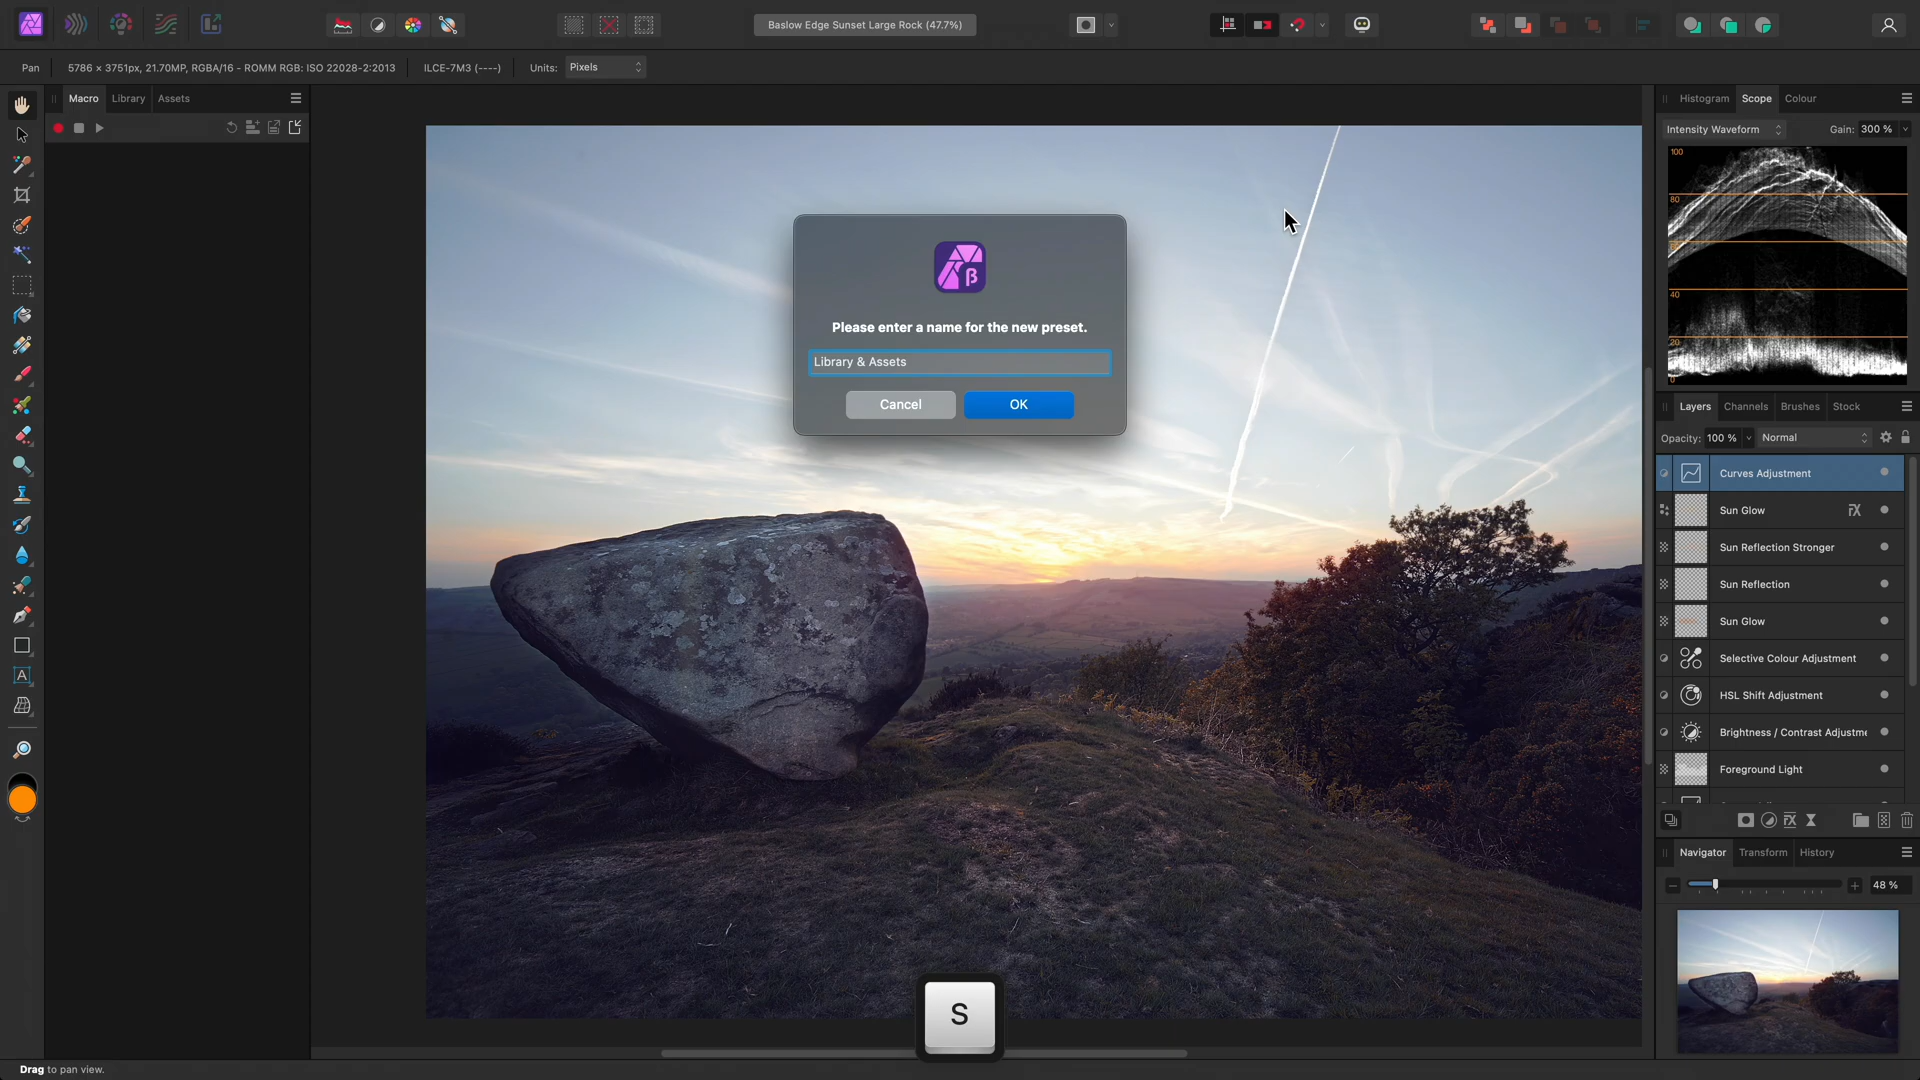 Baslow Edge Sunset Large Rock (47.7%)
Pan
5786 × 3751px, 21.70MP, RGBA/16 - ROMM RGB: ISO 22028-2:2013
ILCE-7M3 (----)
Units:
Pixels
Macro
Library
Assets
Histogram
Scope
Colour
Intensity Waveform
Gain:
300 %
100
80
40
20
0
β
Please enter a name for the new preset.
Library & Assets
Cancel
OK
Layers
Channels
Brushes
Stock
Opacity:
100 %
Normal
Curves Adjustment
Sun Glow
Sun Reflection Stronger
Sun Reflection
Sun Glow
Selective Colour Adjustment
HSL Shift Adjustment
Brightness / Contrast Adjustme
Foreground Light
Navigator
Transform
History
48 %
S
Drag to pan view.